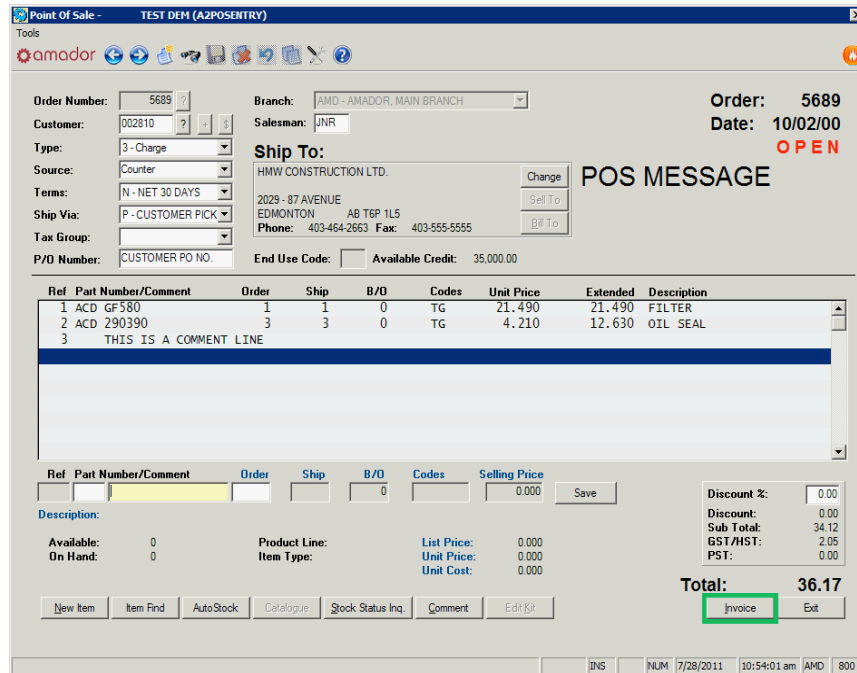 Point Of Sale - TEST DEM (A2POSENTRY)
Tools
amador
Order Number: 5689 ?
Branch: AMD - AMADOR, MAIN BRANCH
Order: 5689
Customer: 002810 ? + $
Salesman: JNR
Date: 10/02/00
Type: 3 - Charge
Ship To:
OPEN
Source: Counter
HMW CONSTRUCTION LTD.
Change
POS MESSAGE
Terms: N - NET 30 DAYS
2029 - 87 AVENUE
Sell To
Ship Via: P - CUSTOMER PICK
EDMONTON AB T6P 1L5
Bill To
Phone: 403-464-2663 Fax: 403-555-5555
Tax Group:
P/O Number: CUSTOMER PO NO.
End Use Code: Available Credit: 35,000.00
Ref Part Number/Comment Order Ship B/O Codes Unit Price Extended Description
1 ACD GF580 1 1 0 TG 21.490 21.490 FILTER
2 ACD 290390 3 3 0 TG 4.210 12.630 OIL SEAL
3 THIS IS A COMMENT LINE
Ref Part Number/Comment Order Ship B/O Codes Selling Price
0 0.000 Save
Discount %: 0.00
Description:
Discount: 0.00
Sub Total: 34.12
Available: 0 Product Line: List Price: 0.000
GST/HST: 2.05
On Hand: 0 Item Type: Unit Price: 0.000
PST: 0.00
Unit Cost: 0.000
Total: 36.17
New Item Item Find AutoStock Catalogue Stock Status Inq. Comment Edit Kit Invoice Exit
INS NUM 7/28/2011 10:54:01 am AMD 800